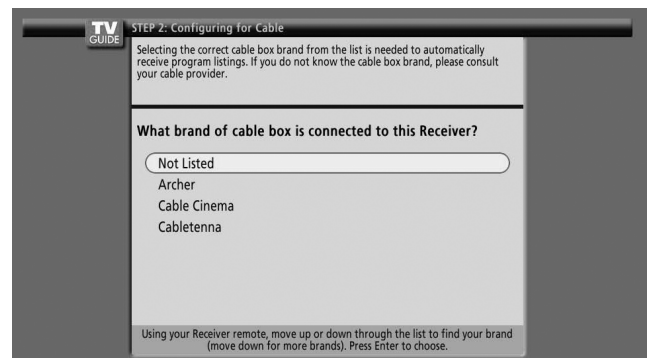 TV
GUIDE
STEP 2: Configuring for Cable
Selecting the correct cable box brand from the list is needed to automatically
receive program listings. If you do not know the cable box brand, please consult
your cable provider.
What brand of cable box is connected to this Receiver?
Not Listed
Archer
Cable Cinema
Cabletenna
Using your Receiver remote, move up or down through the list to find your brand
(move down for more brands). Press Enter to choose.